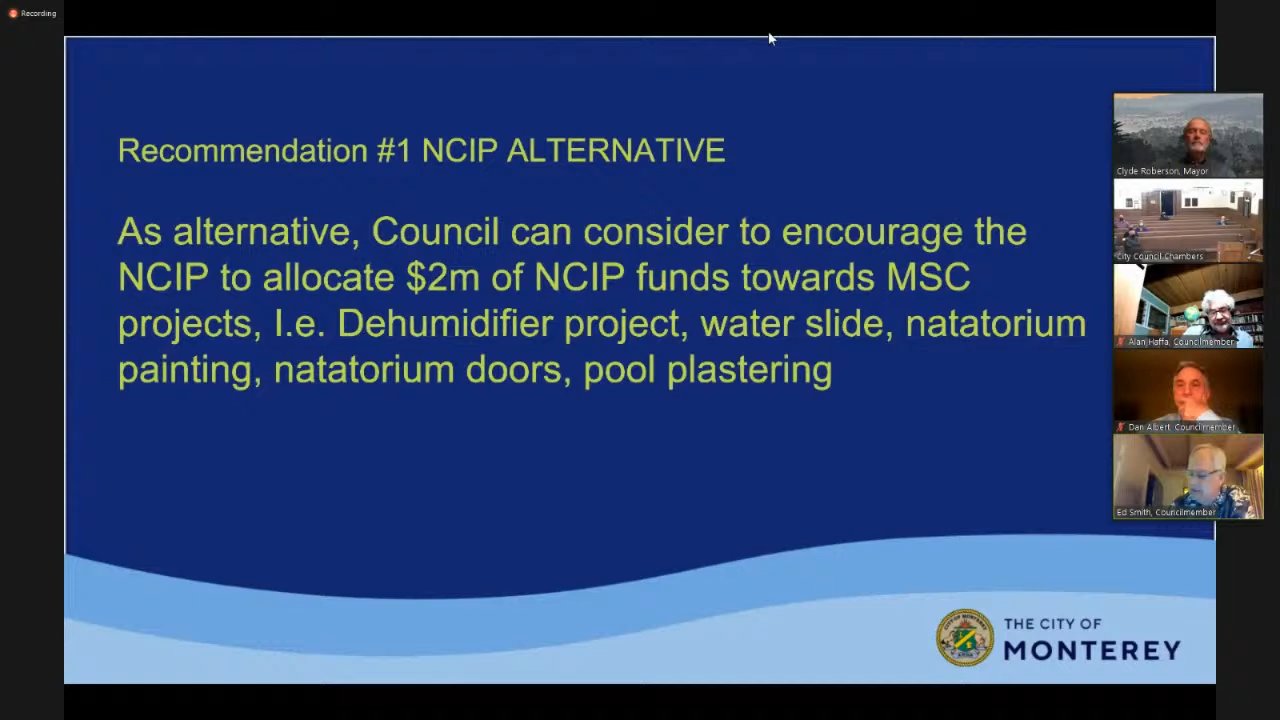 Recording
Recommendation #1 NCIP ALTERNATIVE
As alternative, Council can consider to encourage the
NCIP to allocate $2m of NCIP funds towards MSC
projects, I.e. Dehumidifier project, water slide, natatorium
painting, natatorium doors, pool plastering
Clyde Roberson, Mayor
City Council Chambers
Alan Haffa, Councilmember
Dan Albert, Councilmember
Ed Smith, Councilmember
THE CITY OF
MONTEREY